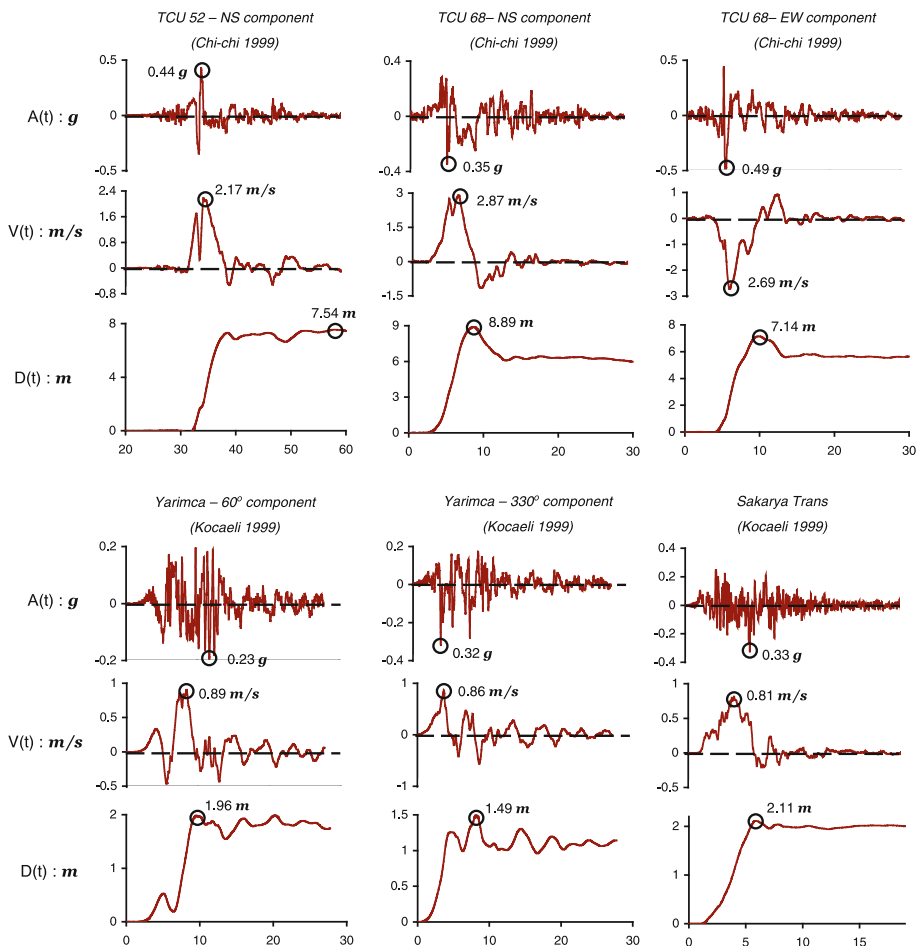 TCU 52 – NS component
(Chi-chi 1999)
TCU 68– NS component
(Chi-chi 1999)
TCU 68– EW component
(Chi-chi 1999)
A(t) : g
0.5
0
-0.5
0.44 g
0.4
0
-0.4
0.35 g
0.5
0
-0.5
0.49 g
V(t) : m/s
2.4
1.6
0.8
0
-0.8
2.17 m/s
3
1.5
0
-1.5
2.87 m/s
1
0
-1
-2
-3
2.69 m/s
D(t) : m
8
4
0
7.54 m
20 30 40 50 60
9
6
3
0
8.89 m
0 10 20 30
8
6
4
2
0
7.14 m
0 10 20 30
Yarimca – 60o component
(Kocaeli 1999)
Yarimca – 330o component
(Kocaeli 1999)
Sakarya Trans
(Kocaeli 1999)
A(t) : g
0.2
0
-0.2
0.23 g
0.2
0
-0.2
-0.4
0.32 g
0.4
0.2
0
-0.2
-0.4
0.33 g
V(t) : m/s
1
0.5
0
-0.5
0.89 m/s
1
0
-1
0.86 m/s
1
0.5
0
-0.5
0.81 m/s
D(t) : m
2
1
0
1.96 m
0 10 20 30
1.5
1
0.5
0
1.49 m
0 10 20 30
2
1
0
2.11 m
0 5 10 15